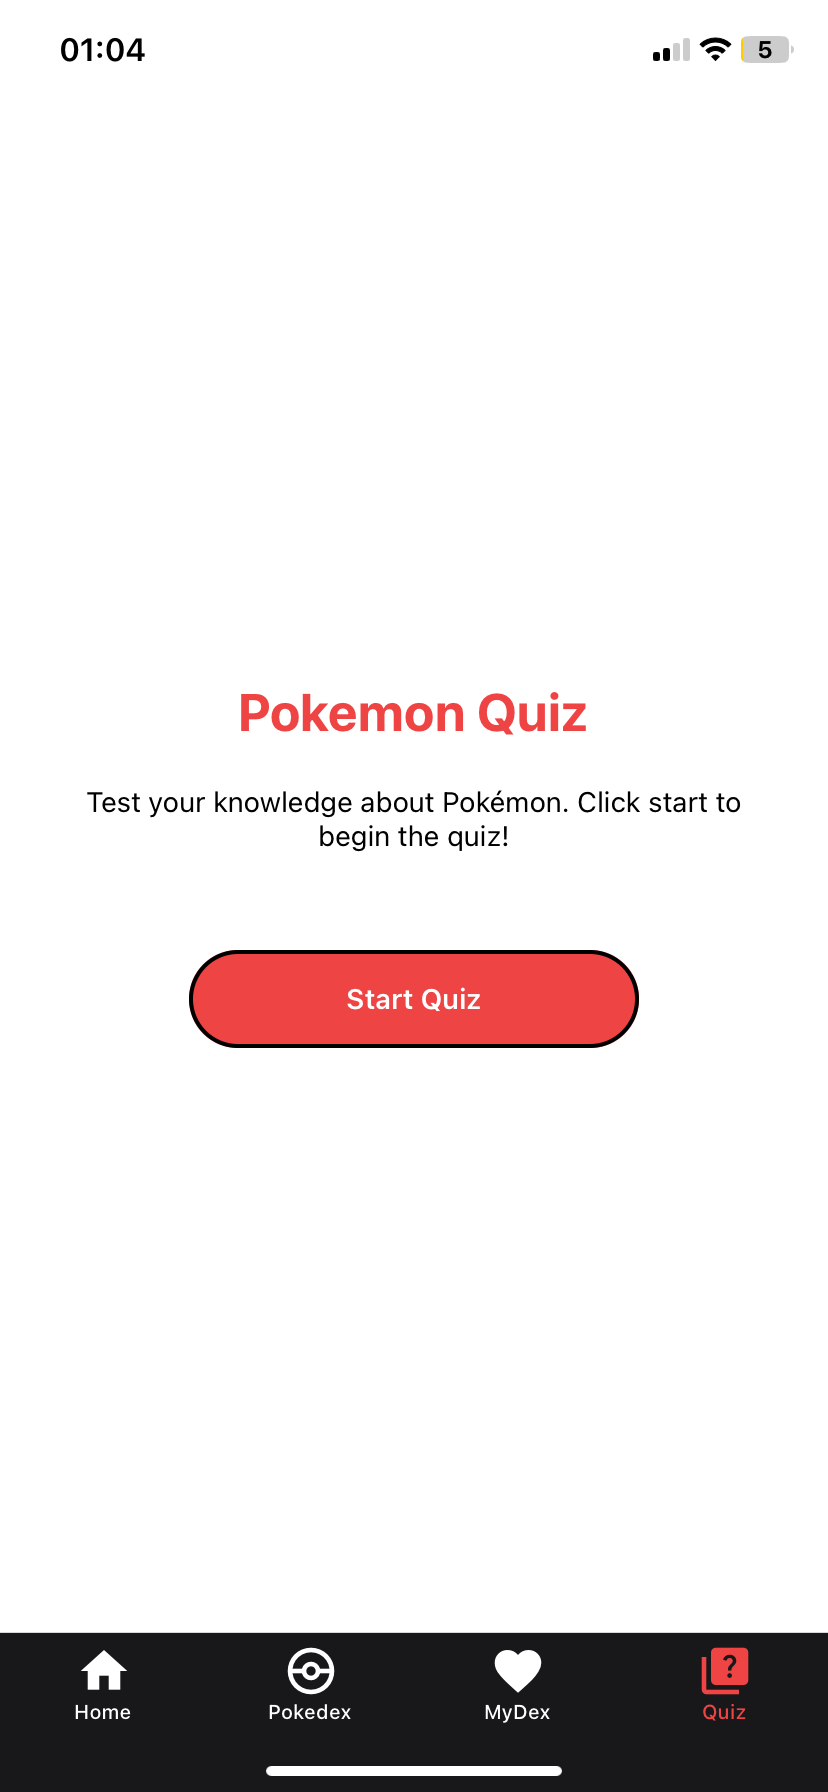 01:04
5
Pokemon Quiz
Test your knowledge about Pokémon. Click start to
begin the quiz!
Start Quiz
?
Home
Pokedex
MyDex
Quiz